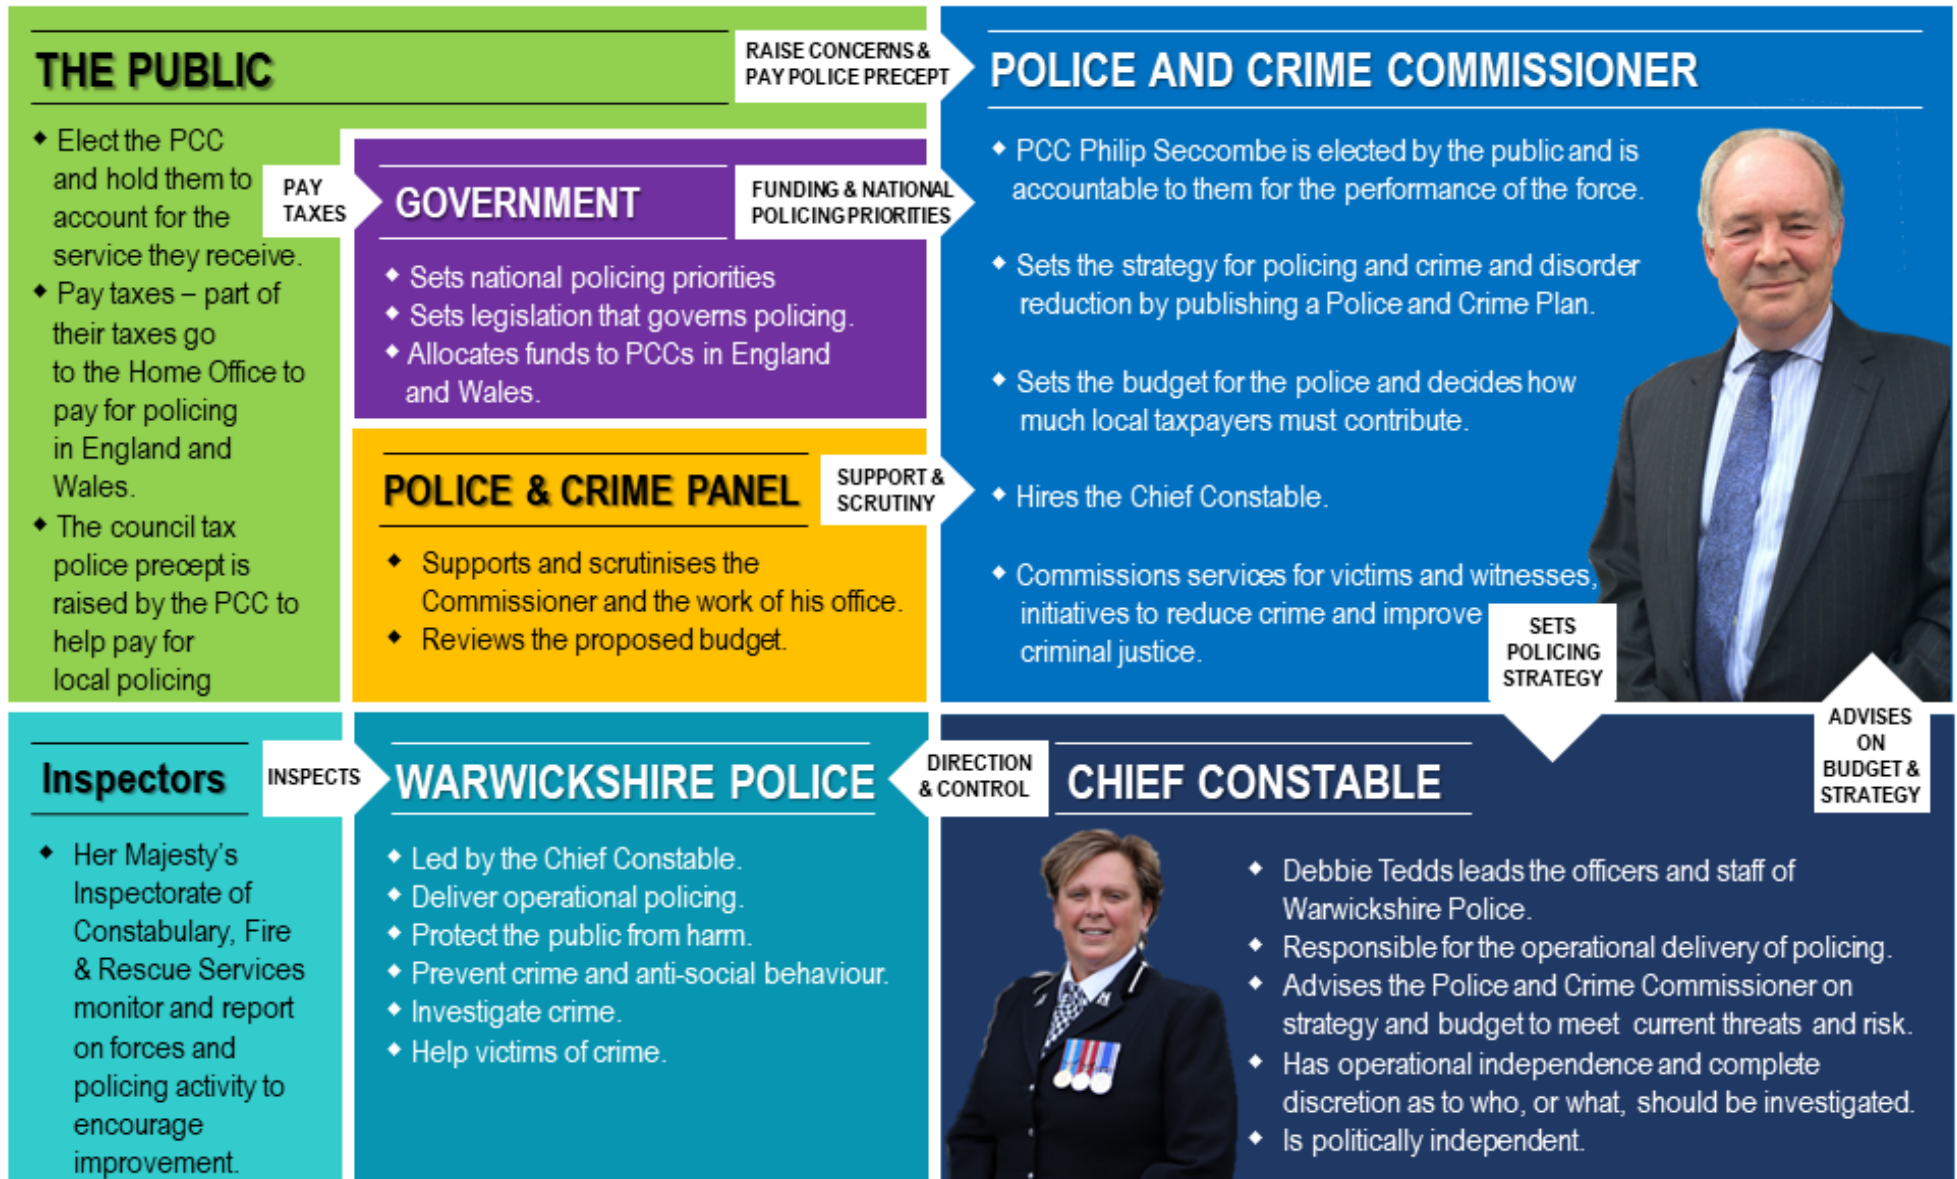 THE PUBLIC
◆ Elect the PCC
and hold them to
account for the
service they receive.
◆ Pay taxes – part of
their taxes go
to the Home Office to
pay for policing
in England and
Wales.
◆ The council tax
police precept is
raised by the PCC to
help pay for
local policing
RAISE CONCERNS &
PAY POLICE PRECEPT
PAY
TAXES
GOVERNMENT
◆ Sets national policing priorities
◆ Sets legislation that governs policing.
◆ Allocates funds to PCCs in England
and Wales.
FUNDING & NATIONAL
POLICING PRIORITIES
POLICE & CRIME PANEL
◆ Supports and scrutinises the
Commissioner and the work of his office.
◆ Reviews the proposed budget.
SUPPORT &
SCRUTINY
POLICE AND CRIME COMMISSIONER
◆ PCC Philip Seccombe is elected by the public and is
accountable to them for the performance of the force.
◆ Sets the strategy for policing and crime and disorder
reduction by publishing a Police and Crime Plan.
◆ Sets the budget for the police and decides how
much local taxpayers must contribute.
◆ Hires the Chief Constable.
◆ Commissions services for victims and witnesses,
initiatives to reduce crime and improve
criminal justice.
SETS
POLICING
STRATEGY
ADVISES
ON
BUDGET &
STRATEGY
Inspectors
◆ Her Majesty's
Inspectorate of
Constabulary, Fire
& Rescue Services
monitor and report
on forces and
policing activity to
encourage
improvement.
INSPECTS
WARWICKSHIRE POLICE
◆ Led by the Chief Constable.
◆ Deliver operational policing.
◆ Protect the public from harm.
◆ Prevent crime and anti-social behaviour.
◆ Investigate crime.
◆ Help victims of crime.
DIRECTION
& CONTROL
CHIEF CONSTABLE
◆ Debbie Tedds leads the officers and staff of
Warwickshire Police.
◆ Responsible for the operational delivery of policing.
◆ Advises the Police and Crime Commissioner on
strategy and budget to meet current threats and risk.
◆ Has operational independence and complete
discretion as to who, or what, should be investigated.
◆ Is politically independent.